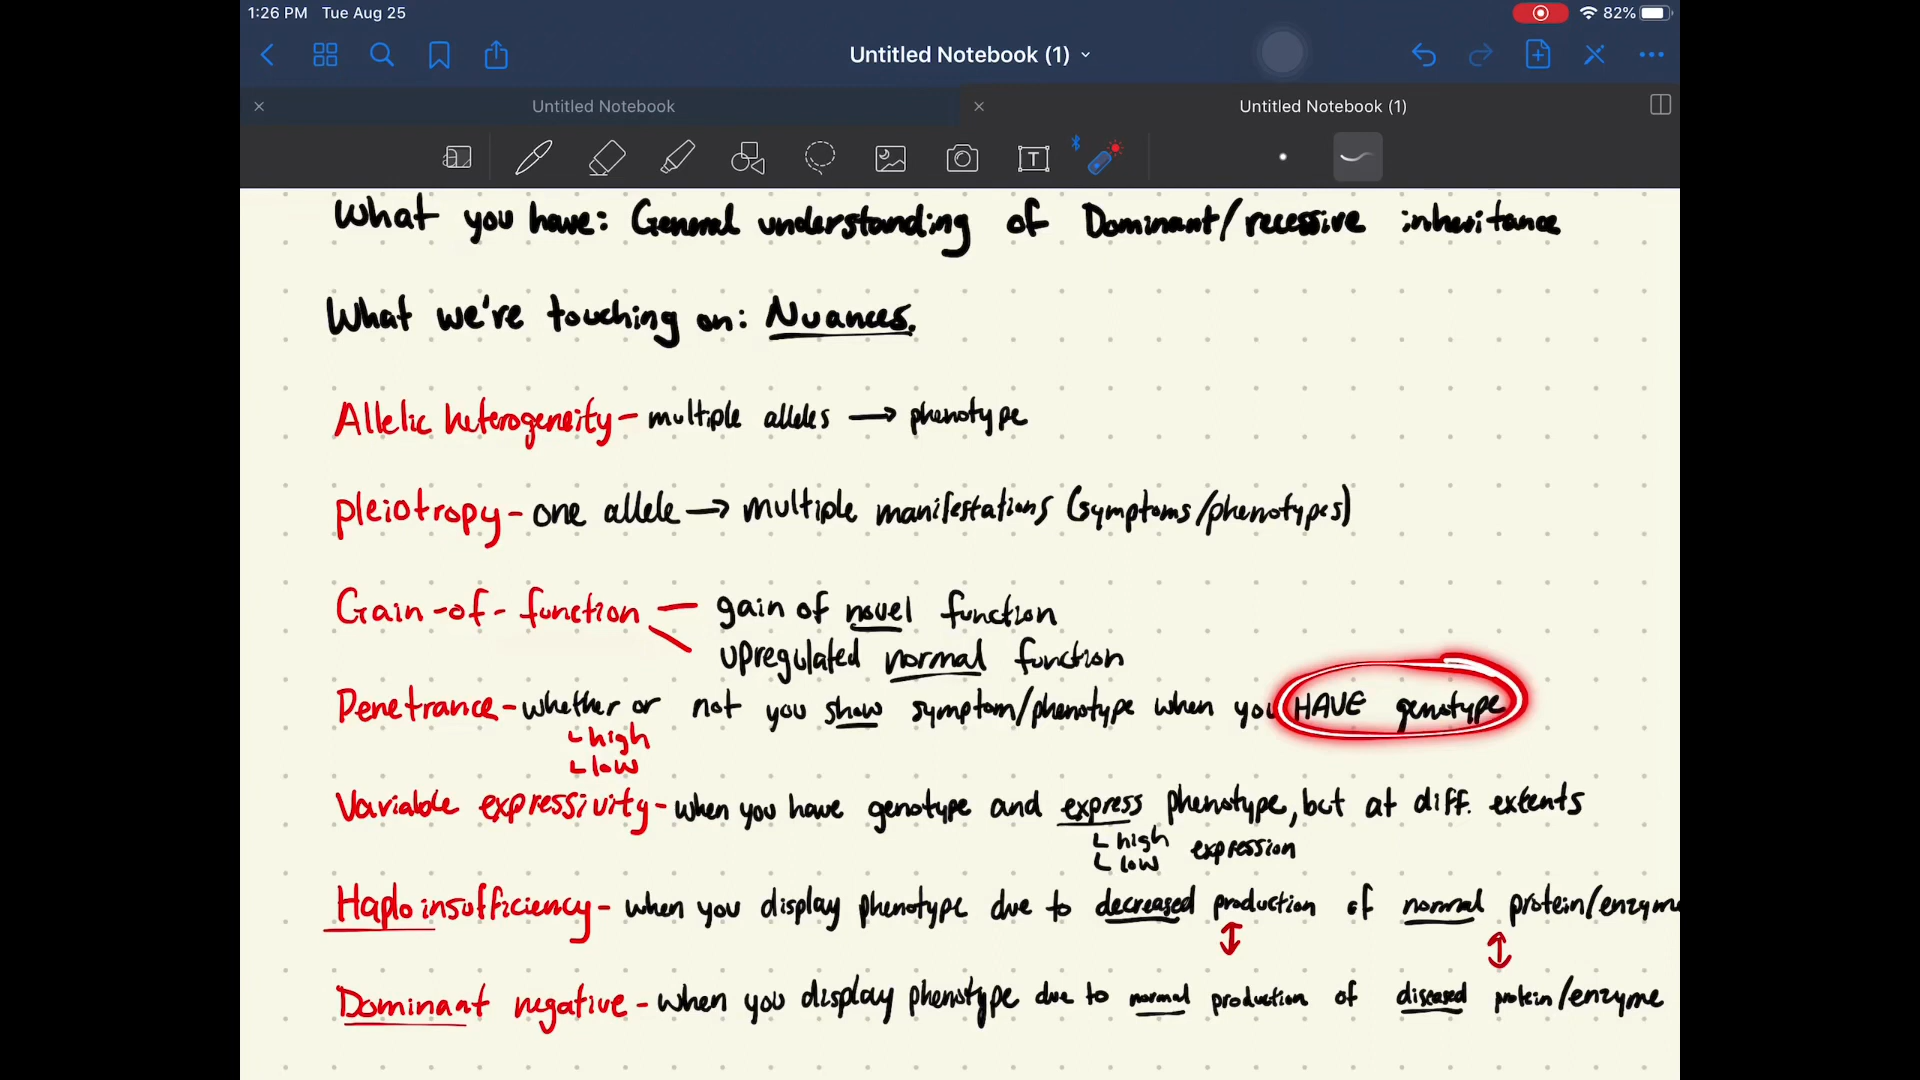 1:26 PM Tue Aug 25 82%
Untitled Notebook (1)
Untitled Notebook
Untitled Notebook (1)
T
What you have: General understanding of Dominant/recessive inheritance
What we're touching on: Nuances.
Allelic heterogeneity - multiple alleles → phenotype
pleiotropy - one allele → multiple manifestations (symptoms/phenotypes)
Gain-of-function - gain of novel function
upregulated normal function
Penetrance - whether or not you show symptom/phenotype when you HAVE genotype
high
low
Variable expressivity - when you have genotype and express phenotype, but at diff. extents
high
low expression
Haploinsufficiency - when you display phenotype due to decreased production of normal protein/enzyme
Dominant negative - when you display phenotype due to normal production of diseased protein/enzyme